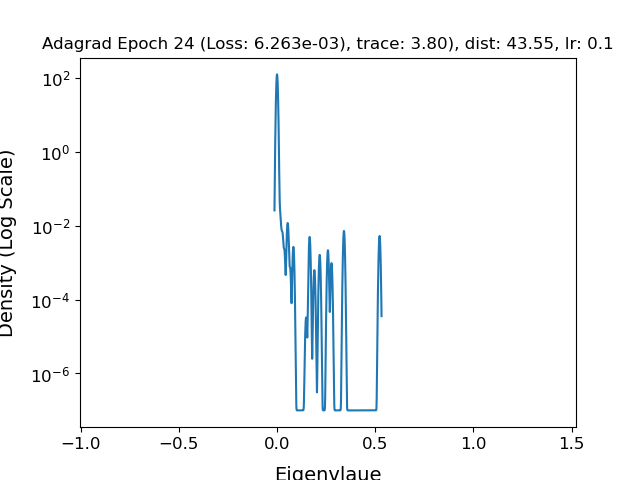 Adagrad Epoch 24 (Loss: 6.263e-03), trace: 3.80), dist: 43.55, lr: 0.1
Density (Log Scale)
10^2
10^0
10^-2
10^-4
10^-6
−1.0 −0.5 0.0 0.5 1.0 1.5
Eigenvlaue